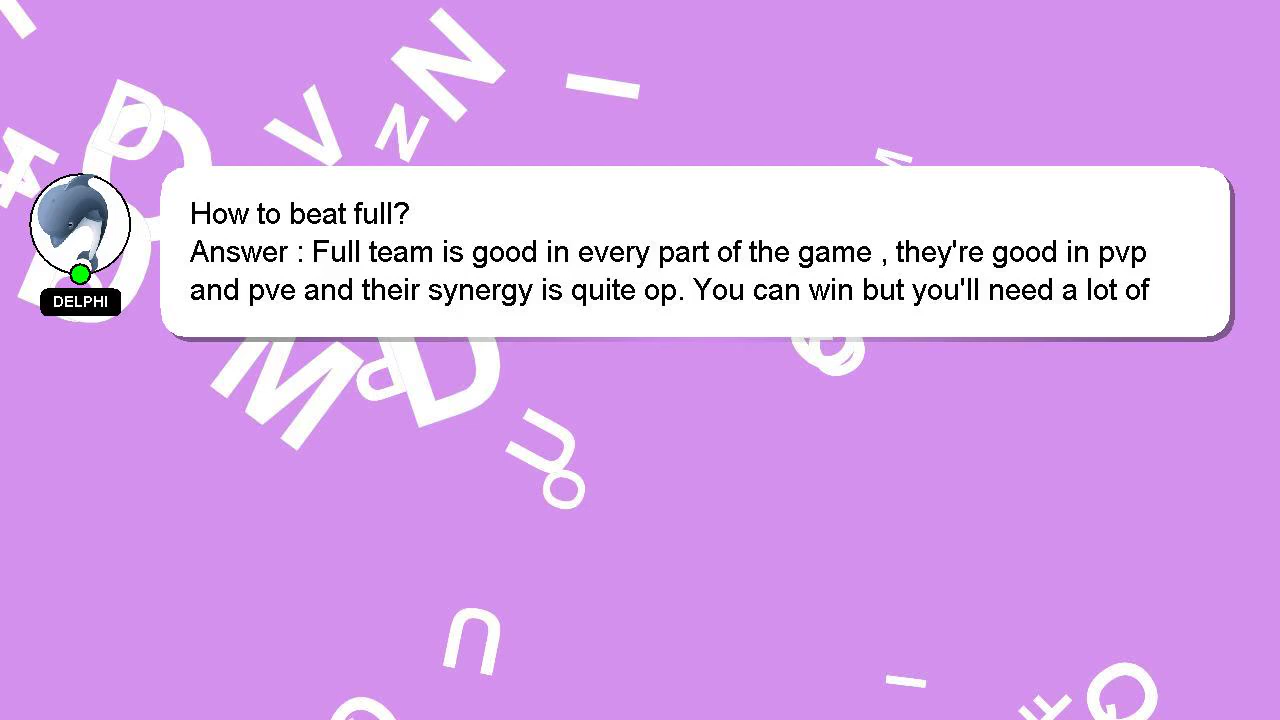 How to beat full?
Answer : Full team is good in every part of the game , they're good in pvp
and pve and their synergy is quite op. You can win but you'll need a lot of
DELPHI
V
N
N
I
D
A
M
D
U
O
U
I
Q